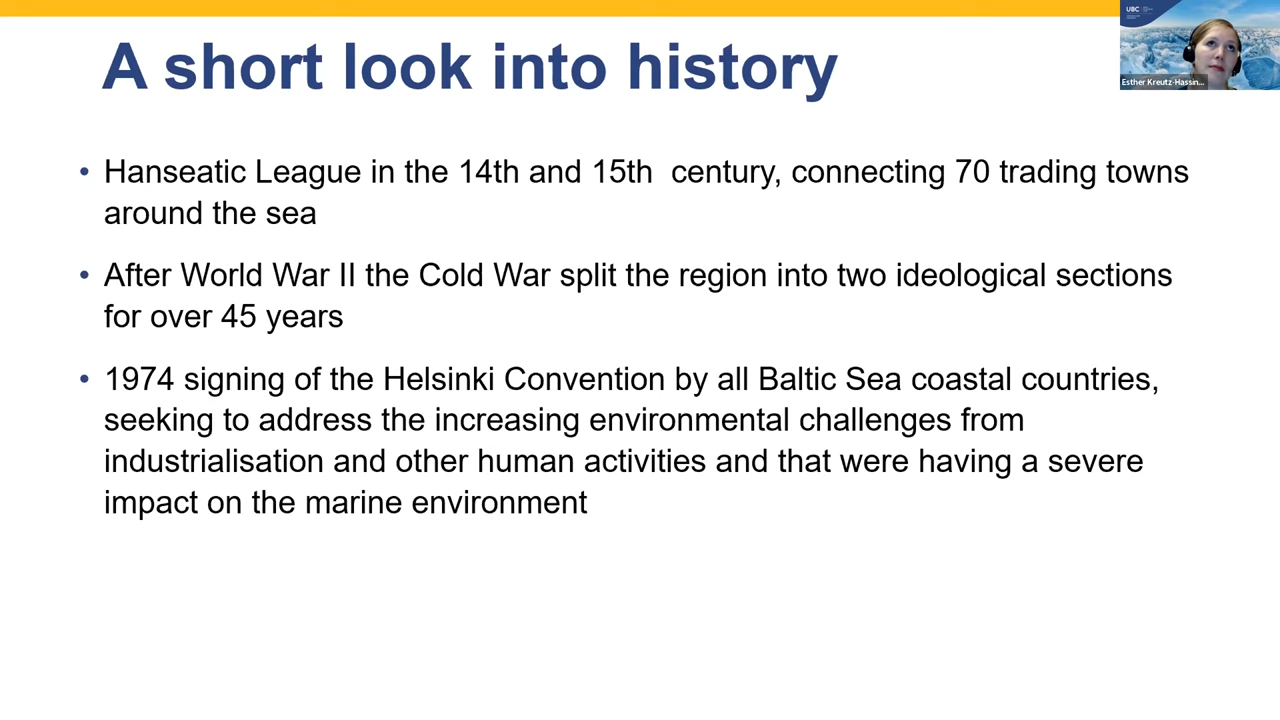 A short look into history
UBC
Esther Kreutz-Hassin...
• Hanseatic League in the 14th and 15th  century, connecting 70 trading towns
around the sea
• After World War II the Cold War split the region into two ideological sections
for over 45 years
• 1974 signing of the Helsinki Convention by all Baltic Sea coastal countries,
seeking to address the increasing environmental challenges from
industrialisation and other human activities and that were having a severe
impact on the marine environment